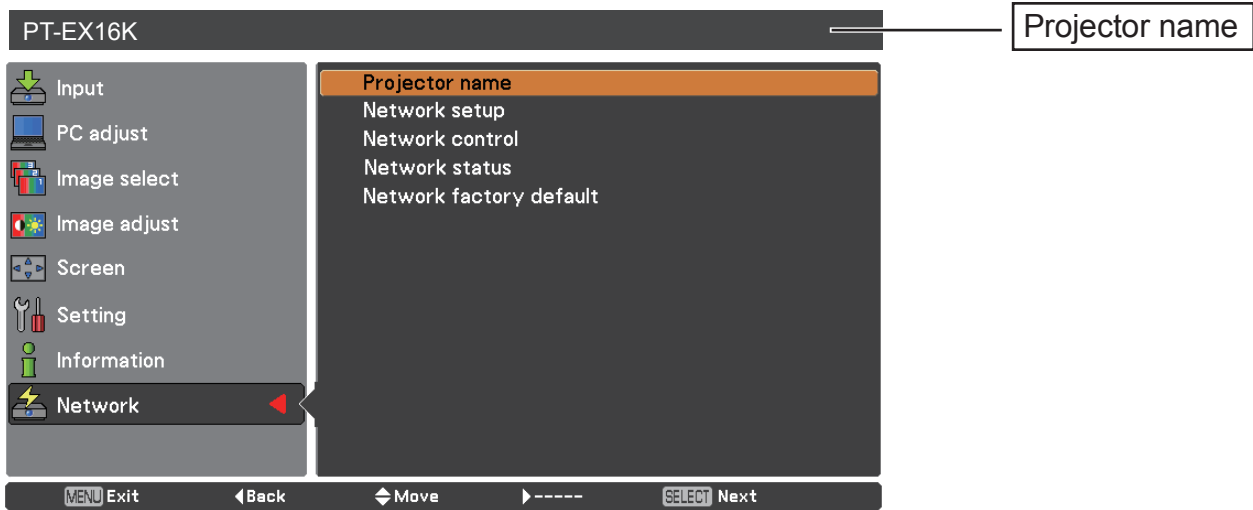 PT-EX16K
Projector name
Input
PC adjust
Image select
Image adjust
Screen
Setting
Information
Network
Projector name
Network setup
Network control
Network status
Network factory default
MENU Exit ◀Back ◆Move ▶----- SELECT Next